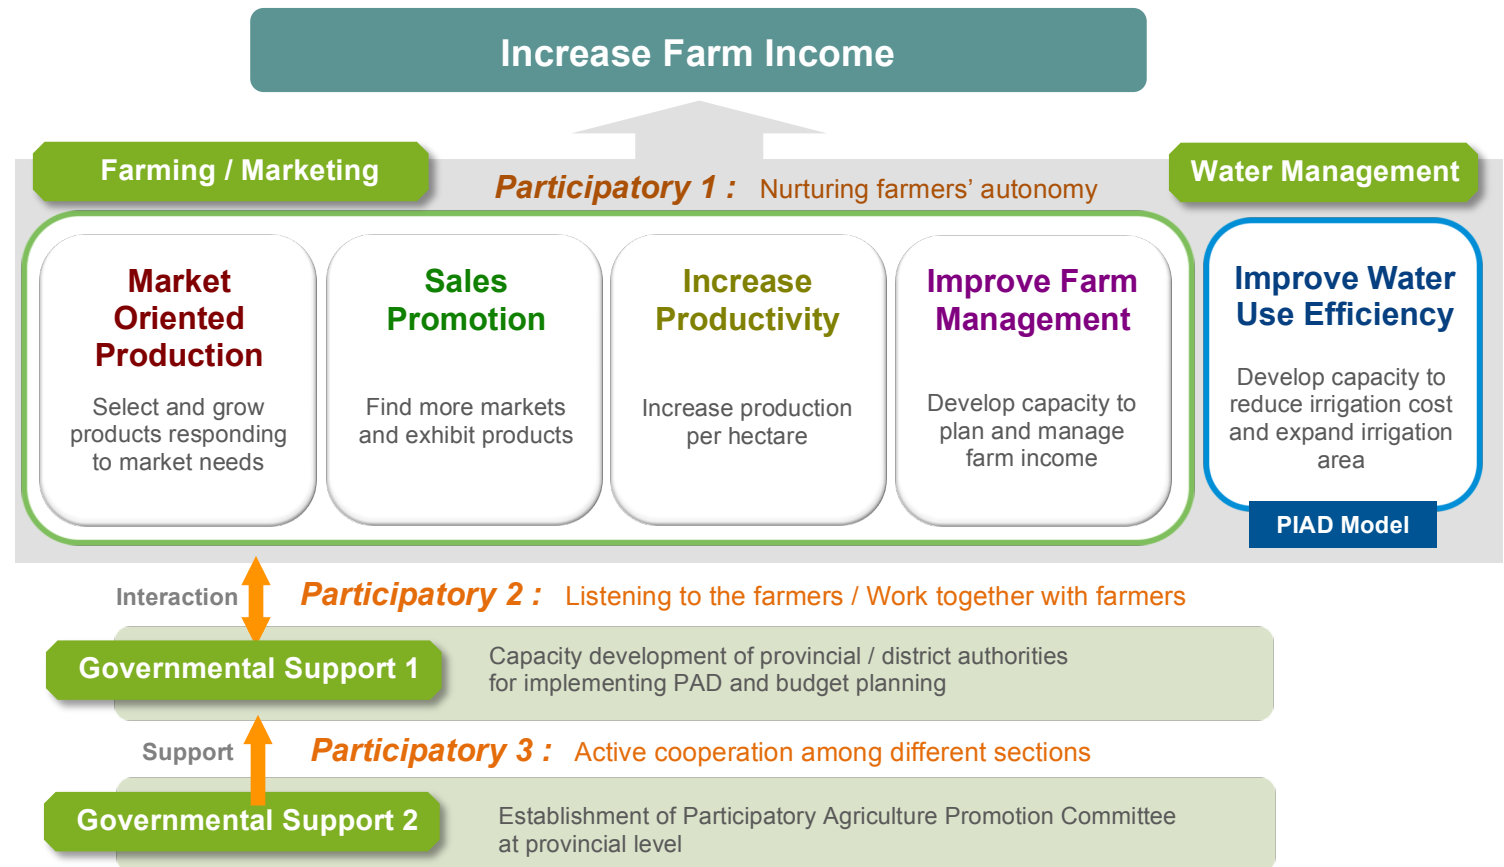 Increase Farm Income
Farming / Marketing
Water Management
Participatory 1 : Nurturing farmers’ autonomy
Market
Oriented
Production
Select and grow
products responding
to market needs
Sales
Promotion
Find more markets
and exhibit products
Increase
Productivity
Increase production
per hectare
Improve Farm
Management
Develop capacity to
plan and manage
farm income
Improve Water
Use Efficiency
Develop capacity to
reduce irrigation cost
and expand irrigation
area
PIAD Model
Interaction
Participatory 2 : Listening to the farmers / Work together with farmers
Governmental Support 1
Capacity development of provincial / district authorities
for implementing PAD and budget planning
Support
Participatory 3 : Active cooperation among different sections
Governmental Support 2
Establishment of Participatory Agriculture Promotion Committee
at provincial level